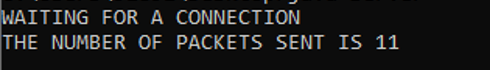 WAITING FOR A CONNECTION
THE NUMBER OF PACKETS SENT IS 11